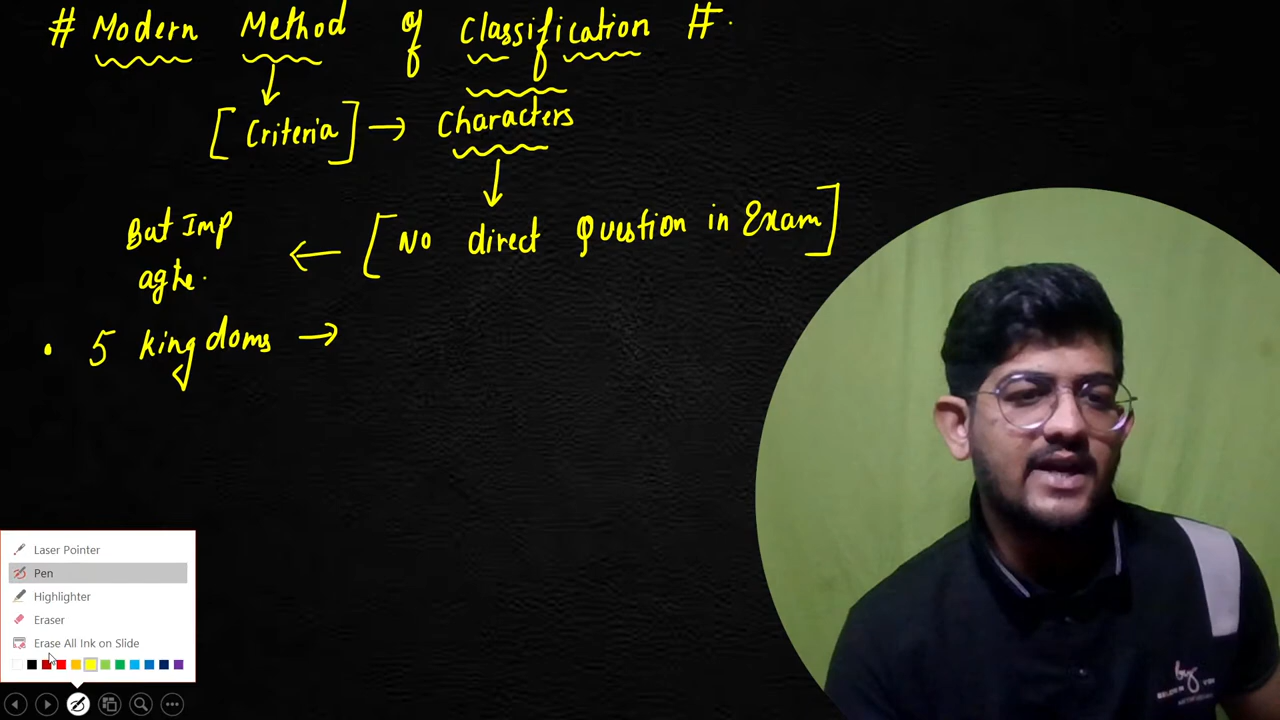 # Modern Method of Classification #.
[Criteria] → Characters
But Imp ← [No direct Question in Exam]
agke.
• 5 kingdoms →
Laser Pointer
Pen
Highlighter
Eraser
Erase All Ink on Slide